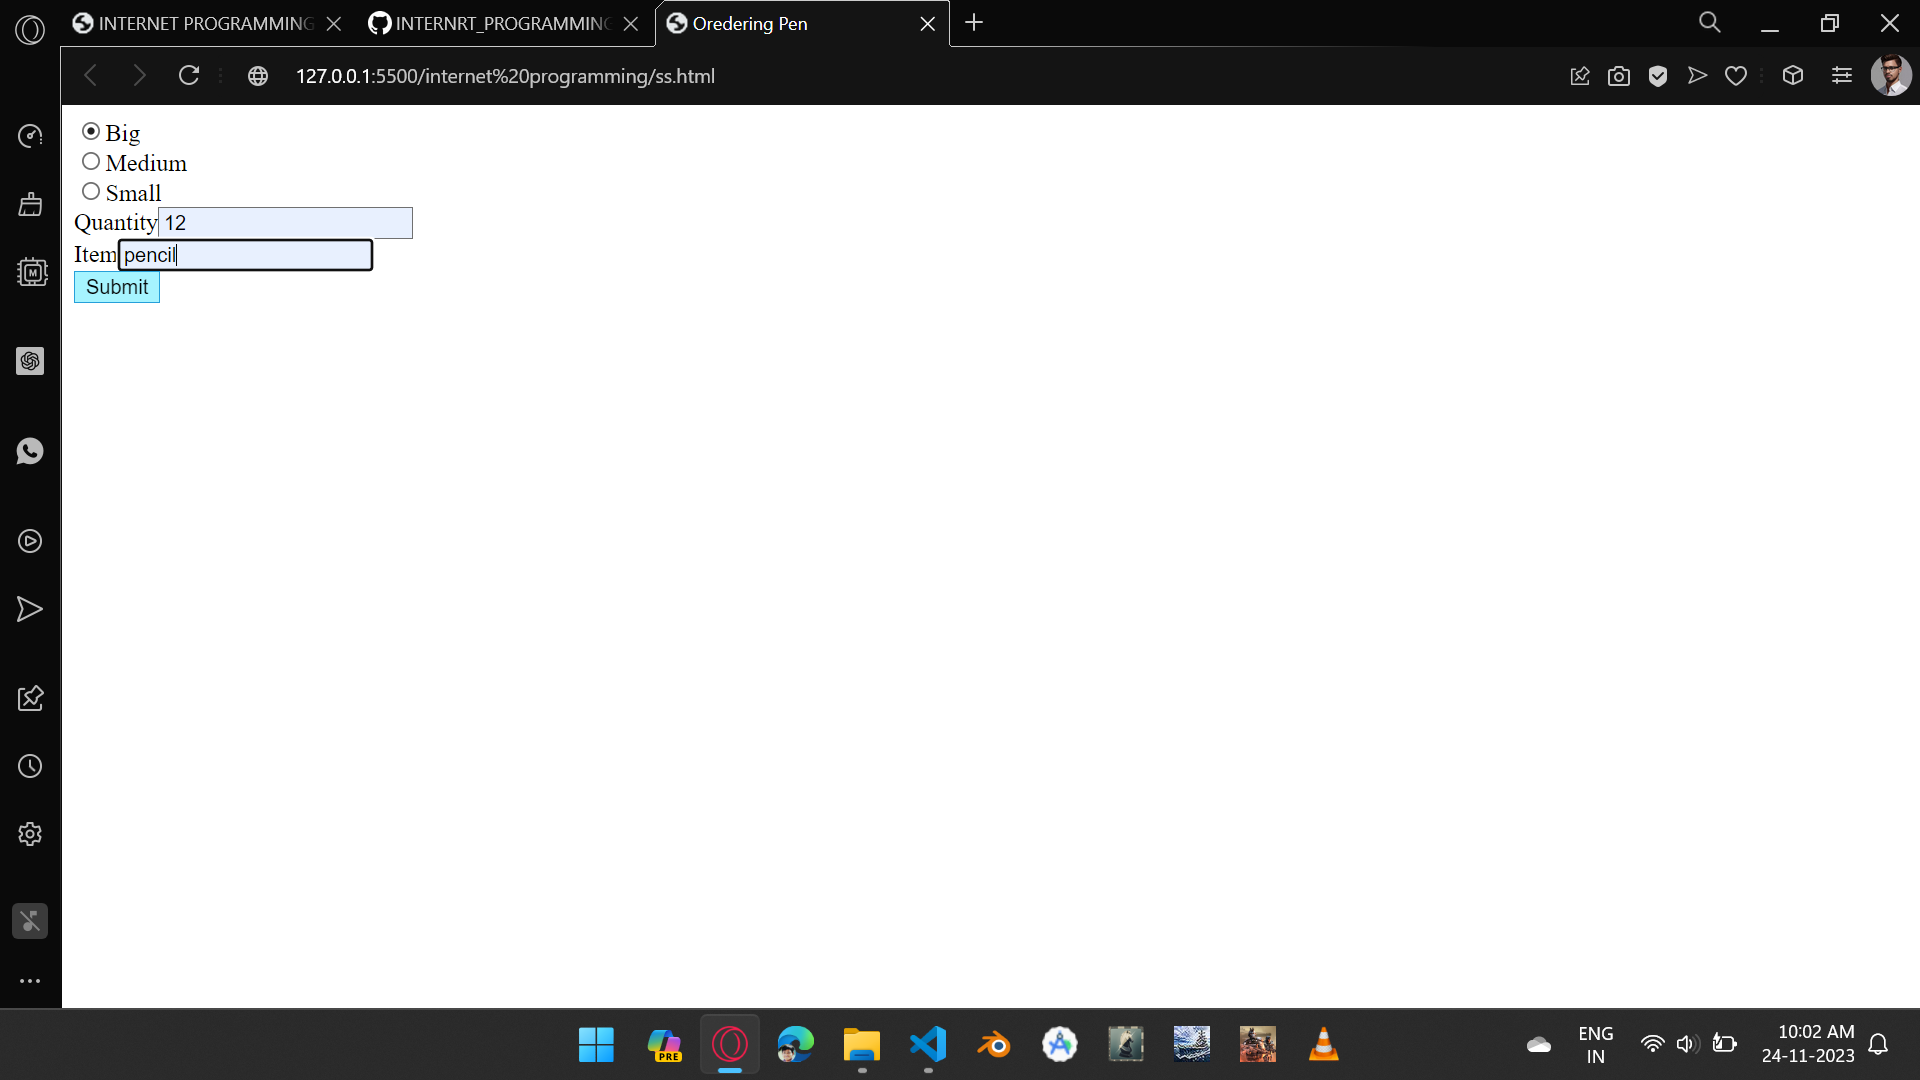 INTERNET PROGRAMMING
INTERNRT_PROGRAMMING
Oredering Pen
127.0.0.1:5500/internet%20programming/ss.html
Big
Medium
Small
Quantity 12
Item pencil
Submit
M
PRE
ENG
IN
10:02 AM
24-11-2023